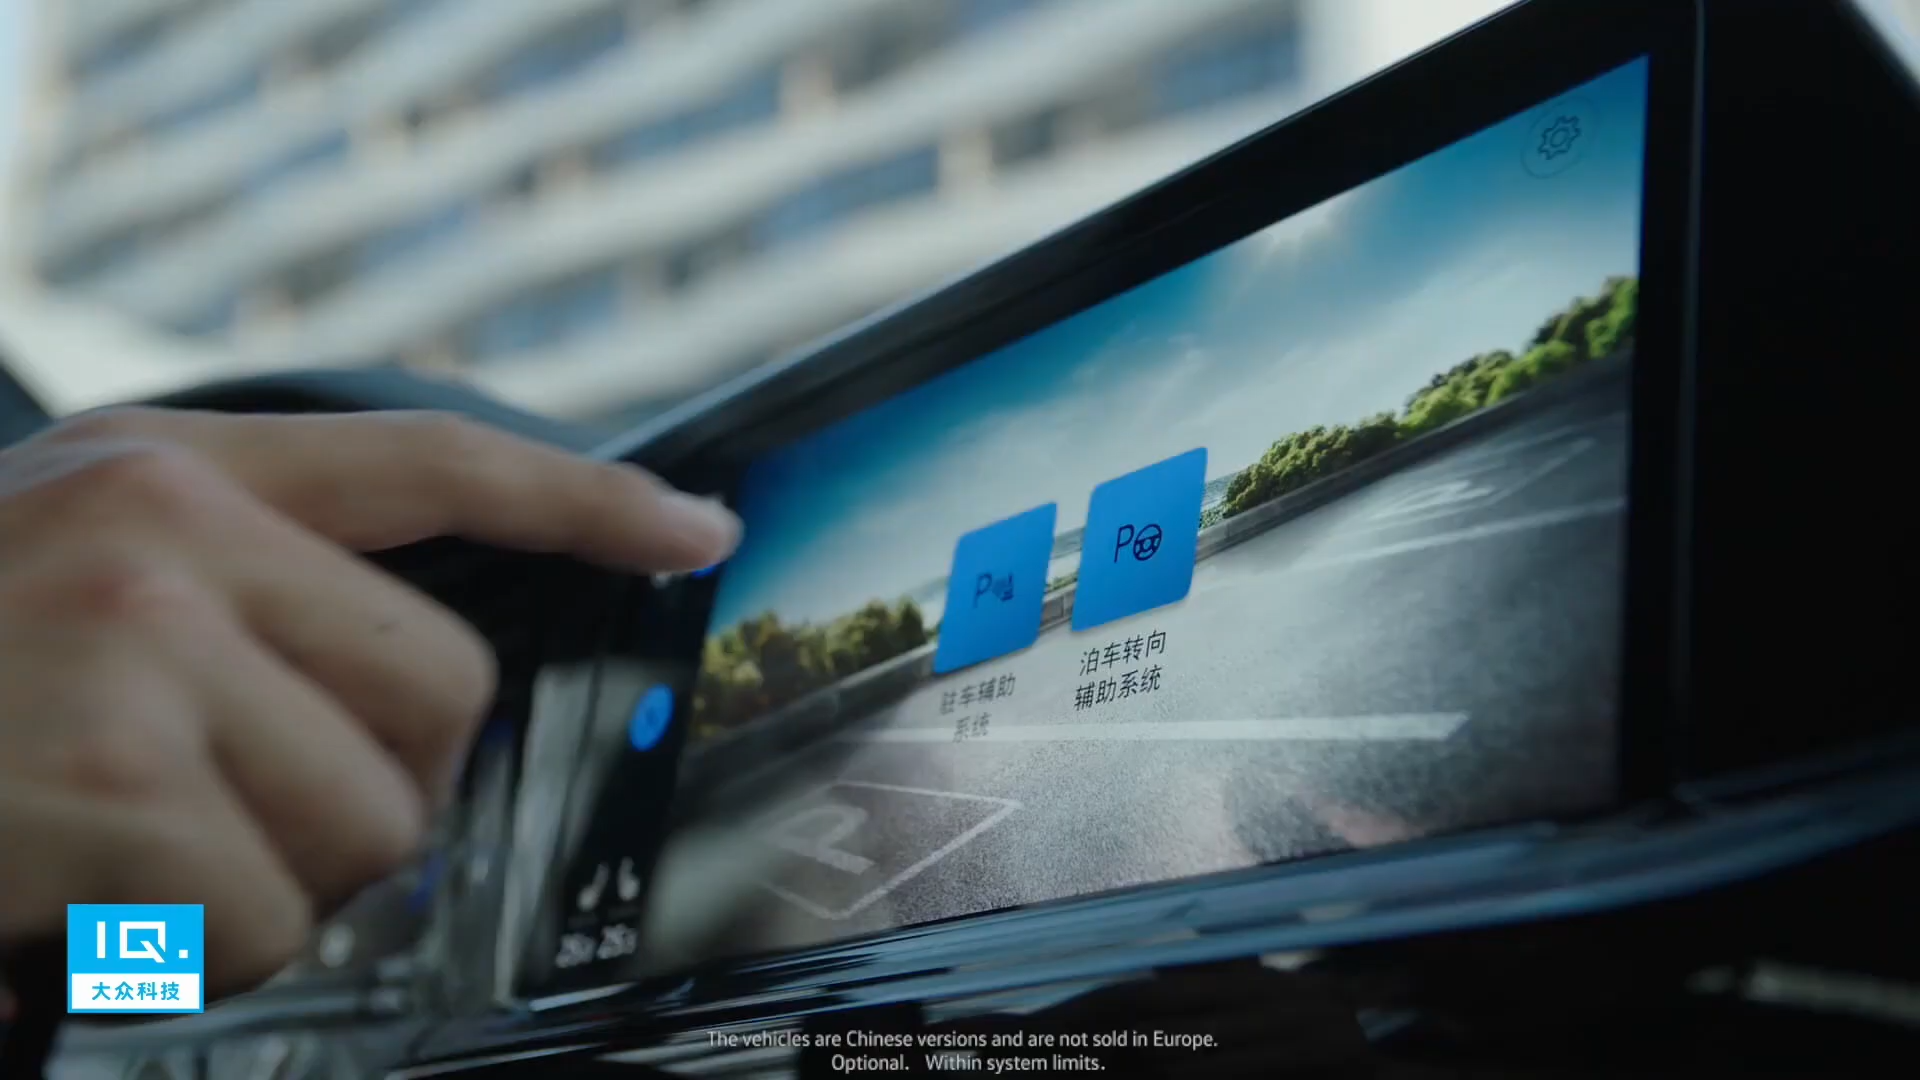 P
P
驻车辅助
系统
泊车转向
辅助系统
P
IQ.
大众科技
The vehicles are Chinese versions and are not sold in Europe.
Optional. Within system limits.